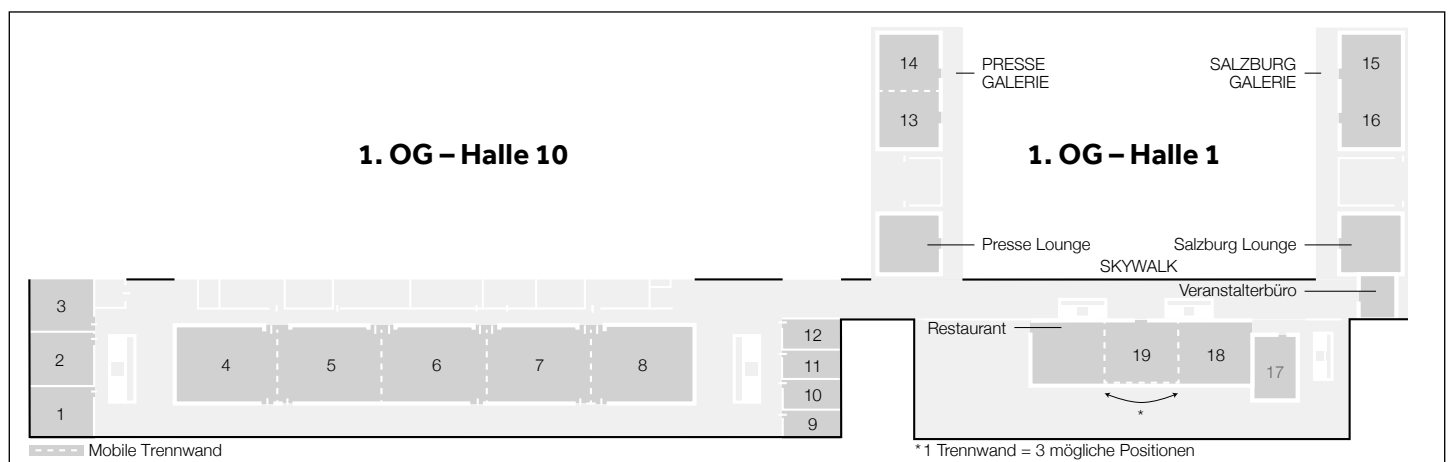 14
PRESSE
GALERIE
SALZBURG
GALERIE
15
13
16
1. OG – Halle 10
1. OG – Halle 1
Presse Lounge
Salzburg Lounge
SKYWALK
Veranstalterbüro
3
Restaurant
12
2
4
5
6
7
8
11
19
18
17
10
1
9
*
Mobile Trennwand
* 1 Trennwand = 3 mögliche Positionen